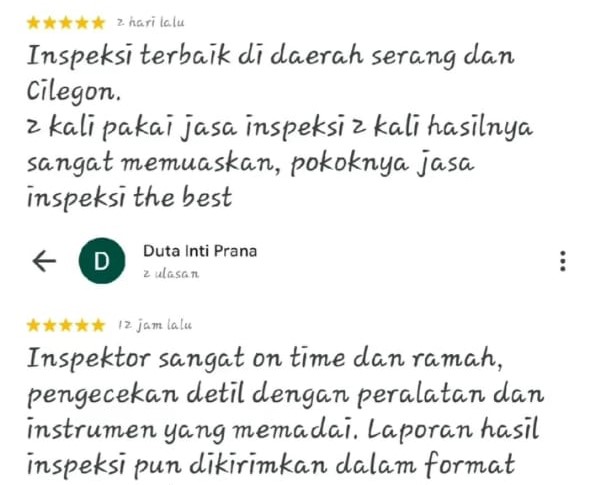 ★★★★★ 2 hari lalu
Inspeksi terbaik di daerah serang dan
Cilegon.
2 kali pakai jasa inspeksi 2 kali hasilnya
sangat memuaskan, pokoknya jasa
inspeksi the best
D Duta Inti Prana
2 ulasan
★★★★★ 12 jam lalu
Inspektor sangat on time dan ramah,
pengecekan detil dengan peralatan dan
instrumen yang memadai. Laporan hasil
inspeksi pun dikirimkan dalam format